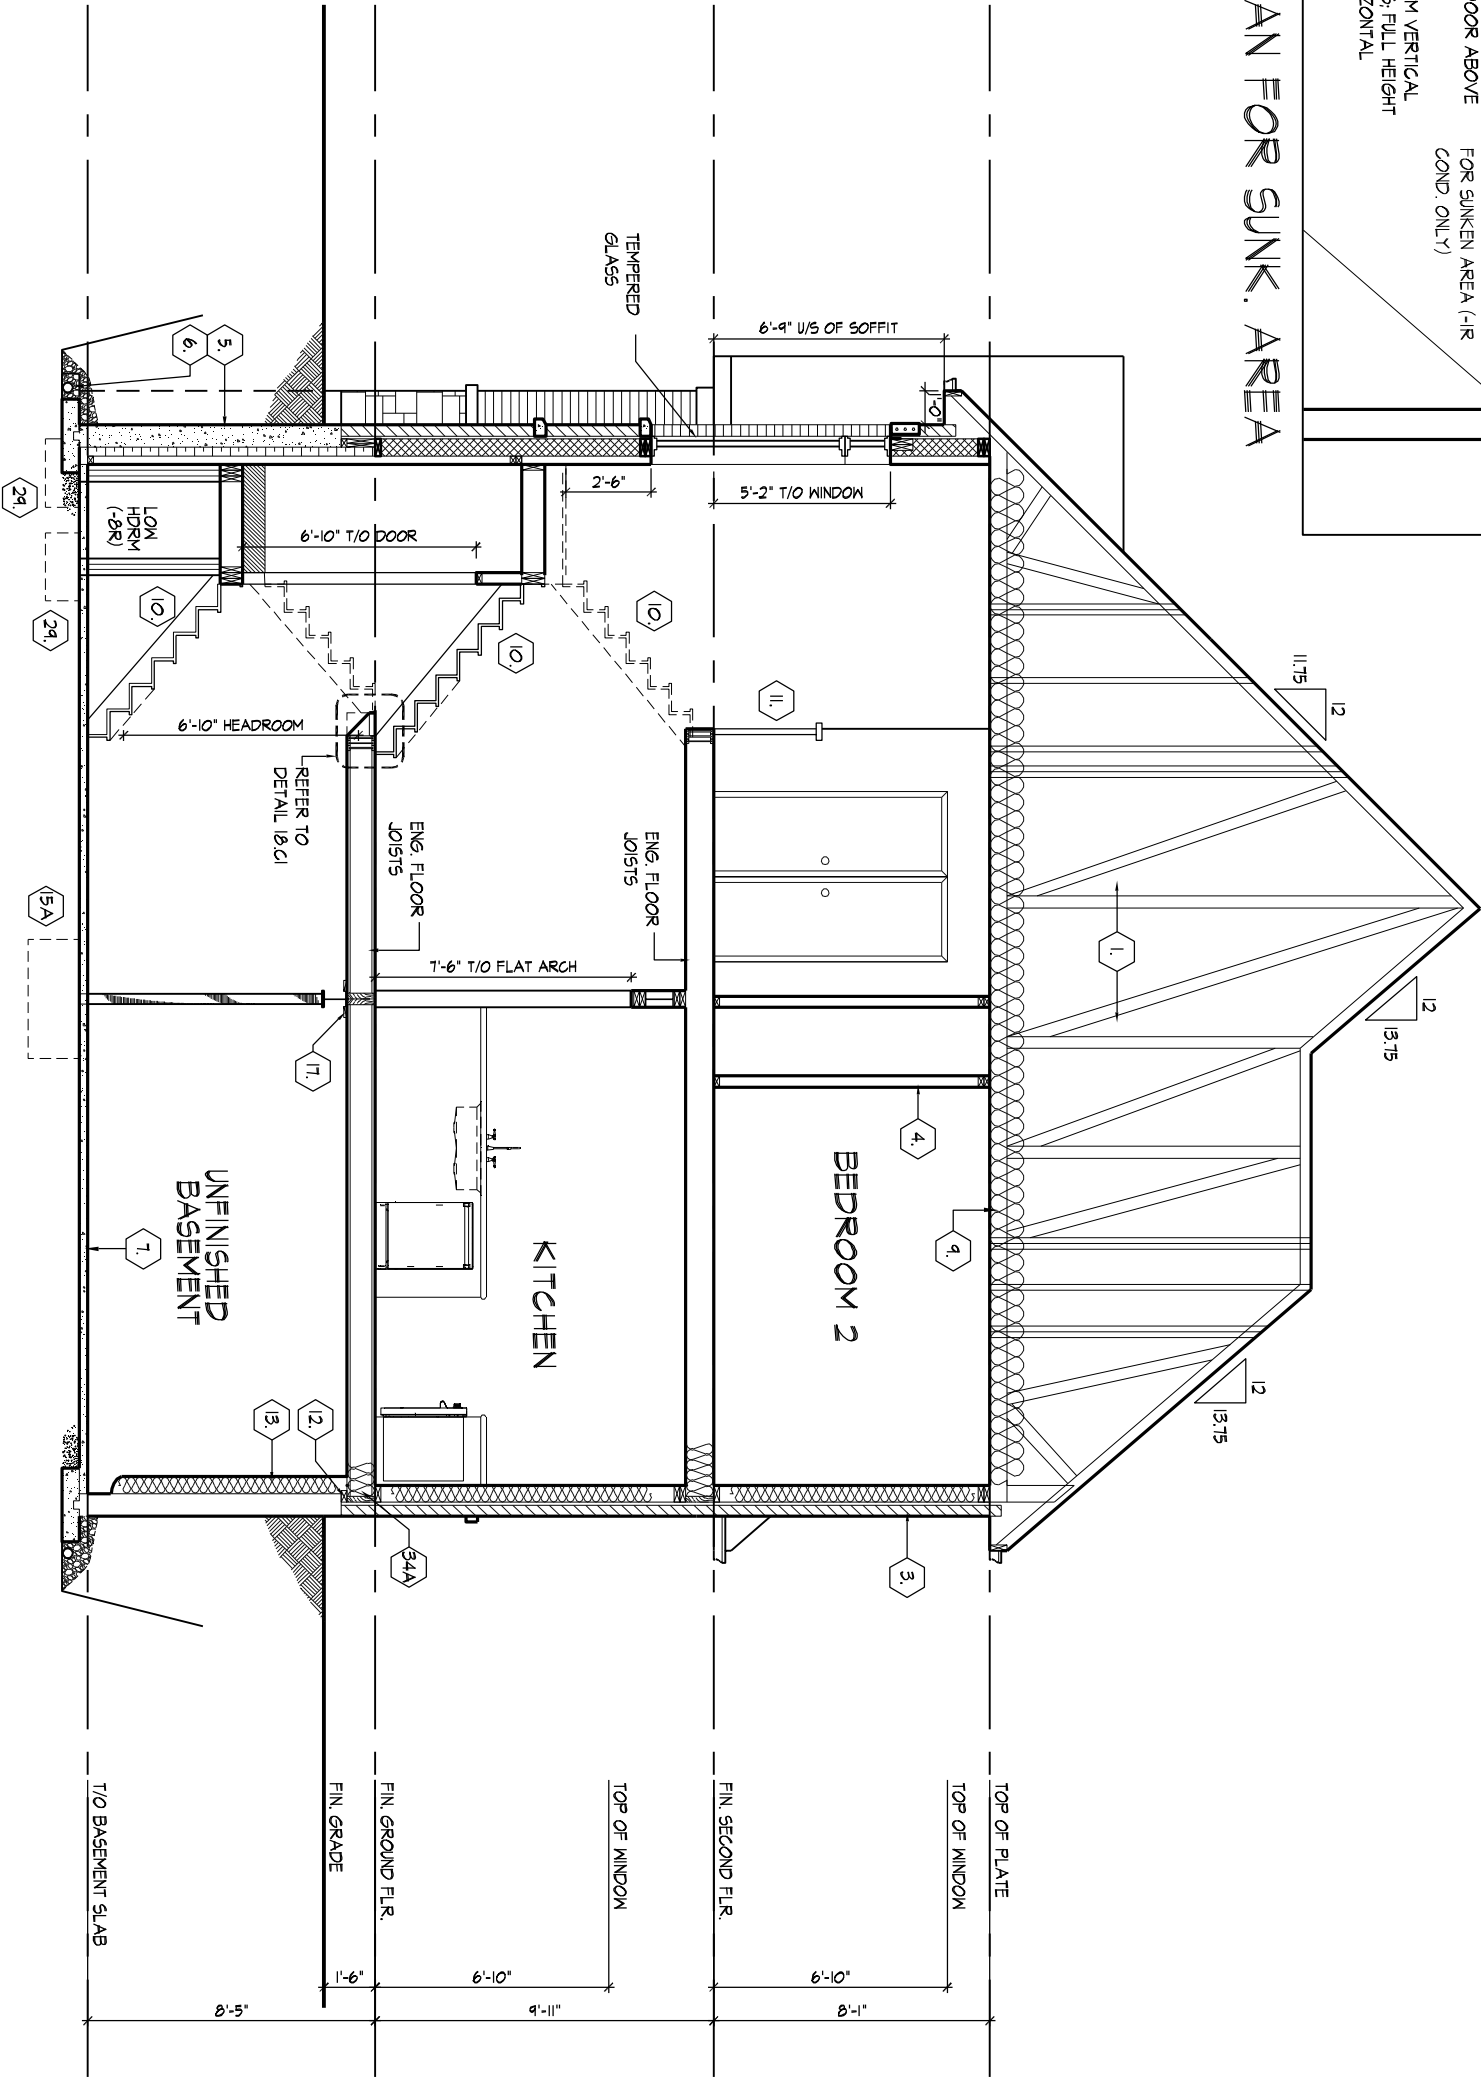 OOR ABOVE
M VERTICAL
S; FULL HEIGHT
ZONTAL
FOR SUNKEN AREA (-1R
COND. ONLY)
AN FOR SUNK. AREA
12
11.75
12
13.75
12
13.75
1.
TOP OF PLATE
TOP OF WINDOW
FIN. SECOND FLR.
TOP OF WINDOW
FIN. GROUND FLR.
FIN. GRADE
T/O BASEMENT SLAB
8'-1"
6'-10"
9'-11"
6'-10"
1'-6"
8'-5"
6'-9" U/S OF SOFFIT
1'-0"
TEMPERED
GLASS
5'-2" T/O WINDOW
2'-6"
11.
9.
4.
3.
BEDROOM 2
10.
ENG. FLOOR
JOISTS
6'-10" T/O DOOR
10.
7'-6" T/O FLAT ARCH
KITCHEN
ENG. FLOOR
JOISTS
34A
5.
6.
LOW
HDRM
(-8R)
10.
6'-10" HEADROOM
REFER TO
DETAIL 18.C1
17.
12.
13.
UNFINISHED
BASEMENT
7.
29.
29.
15A